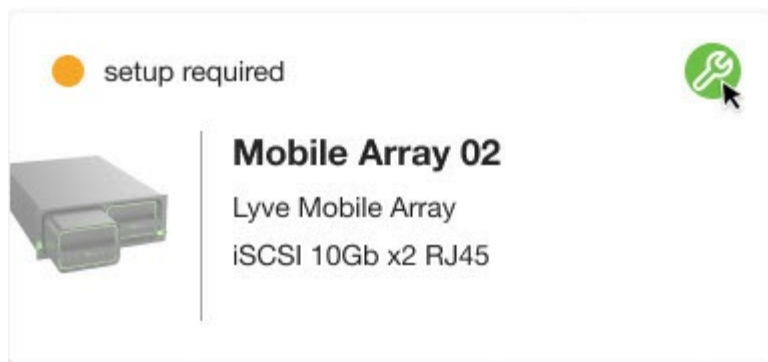 setup required
Mobile Array 02
Lyve Mobile Array
iSCSI 10Gb x2 RJ45